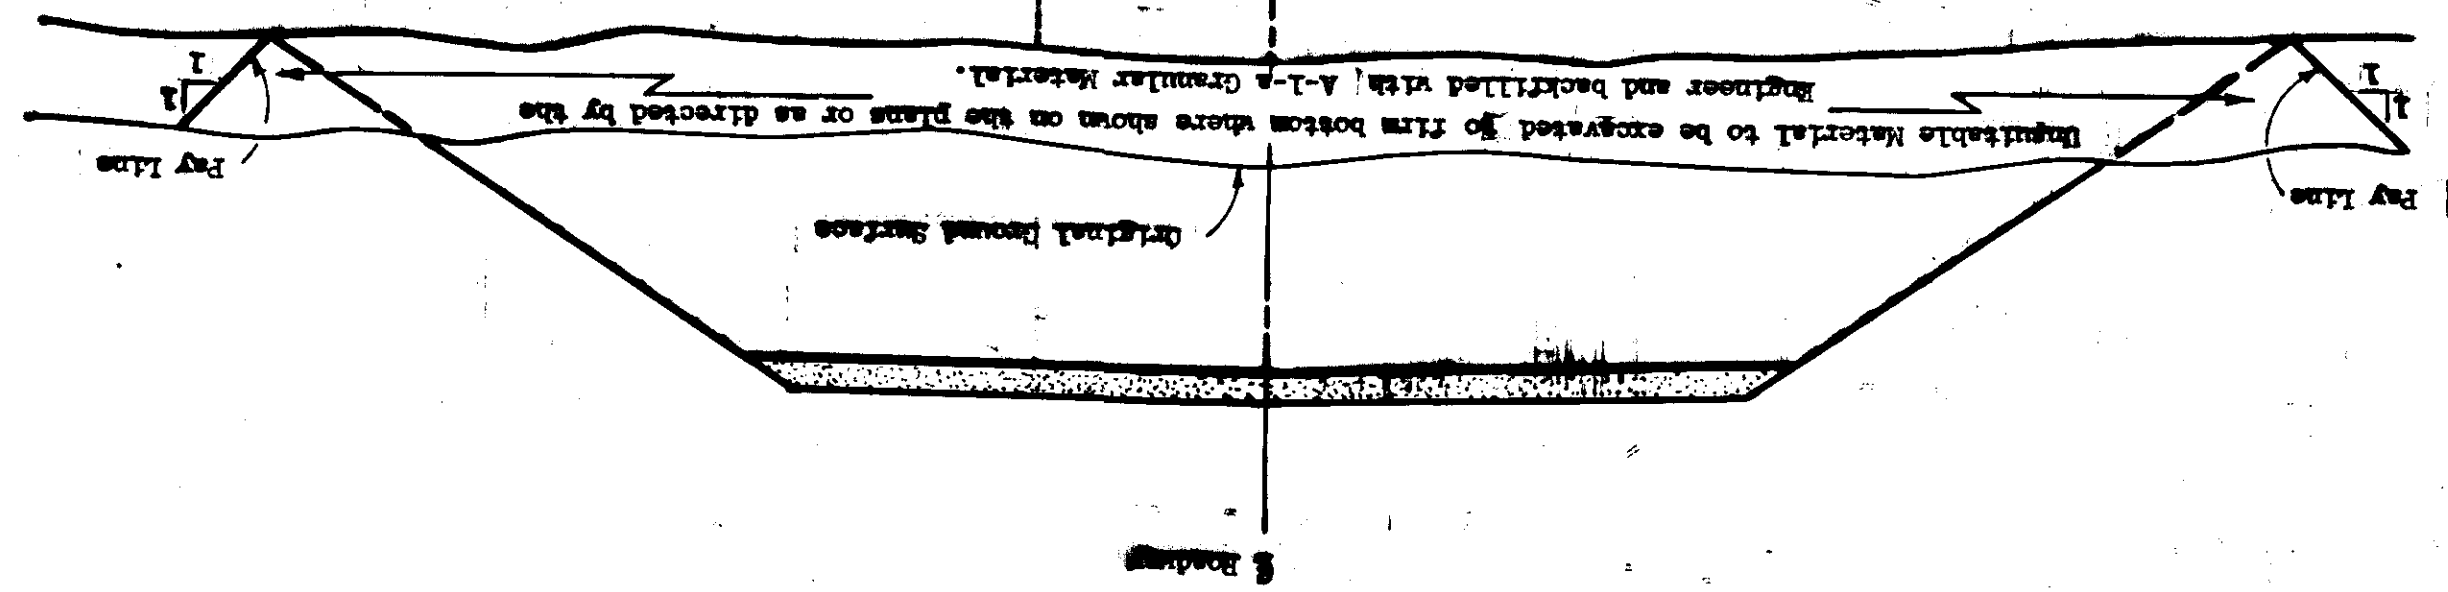 ℄ Roadway
Original Ground Surface
Pay Line
Pay Line
Unsuitable Material to be excavated to firm bottom where shown on the plans or as directed by the
Engineer and backfilled with A-1-a Granular Material.
1
1
1
1